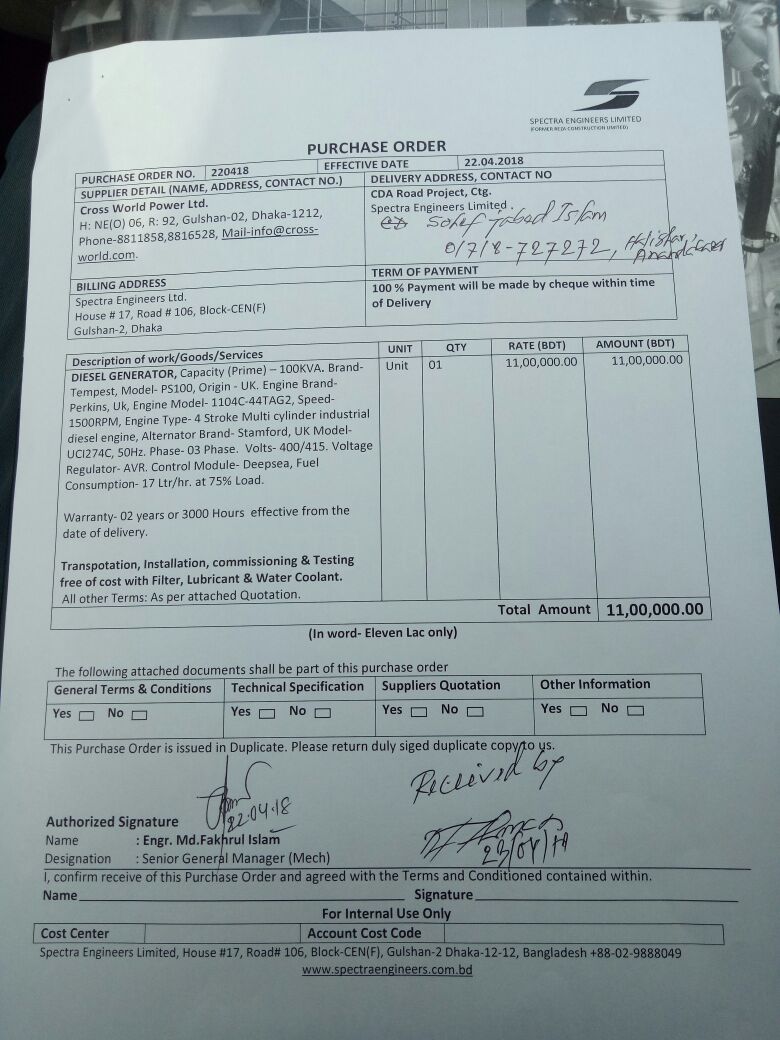 SPECTRA ENGINEERS LIMITED
(FORMER REZA CONSTRUCTION LIMITED)
PURCHASE ORDER
PURCHASE ORDER NO. 220418 EFFECTIVE DATE 22.04.2018
SUPPLIER DETAIL (NAME, ADDRESS, CONTACT NO.)
Cross World Power Ltd.
H: NE(O) 06, R: 92, Gulshan-02, Dhaka-1212,
Phone-8811858,8816528, Mail-info@cross-
world.com.
DELIVERY ADDRESS, CONTACT NO
CDA Road Project, Ctg.
Spectra Engineers Limited .
Islam
01718-727272,
BILLING ADDRESS
Spectra Engineers Ltd.
House # 17, Road # 106, Block-CEN(F)
Gulshan-2, Dhaka
TERM OF PAYMENT
100 % Payment will be made by cheque within time
of Delivery
Description of work/Goods/Services UNIT QTY RATE (BDT) AMOUNT (BDT)
DIESEL GENERATOR, Capacity (Prime) – 100KVA. Brand- Unit 01 11,00,000.00 11,00,000.00
Tempest, Model- PS100, Origin - UK. Engine Brand-
Perkins, Uk, Engine Model- 1104C-44TAG2, Speed-
1500RPM, Engine Type- 4 Stroke Multi cylinder industrial
diesel engine, Alternator Brand- Stamford, UK Model-
UCI274C, 50Hz. Phase- 03 Phase. Volts- 400/415. Voltage
Regulator- AVR. Control Module- Deepsea, Fuel
Consumption- 17 Ltr/hr. at 75% Load.
Warranty- 02 years or 3000 Hours effective from the
date of delivery.
Transpotation, Installation, commissioning & Testing
free of cost with Filter, Lubricant & Water Coolant.
All other Terms: As per attached Quotation.
Total Amount 11,00,000.00
(In word- Eleven Lac only)
The following attached documents shall be part of this purchase order
General Terms & Conditions Technical Specification Suppliers Quotation Other Information
Yes No Yes No Yes No Yes No
This Purchase Order is issued in Duplicate. Please return duly siged duplicate copy to us.
Received by
22.04.18
Authorized Signature
Name : Engr. Md.Fakhrul Islam
Designation : Senior General Manager (Mech)
I, confirm receive of this Purchase Order and agreed with the Terms and Conditioned contained within.
Name Signature
For Internal Use Only
Cost Center Account Cost Code
Spectra Engineers Limited, House #17, Road# 106, Block-CEN(F), Gulshan-2 Dhaka-12-12, Bangladesh +88-02-9888049
www.spectraengineers.com.bd